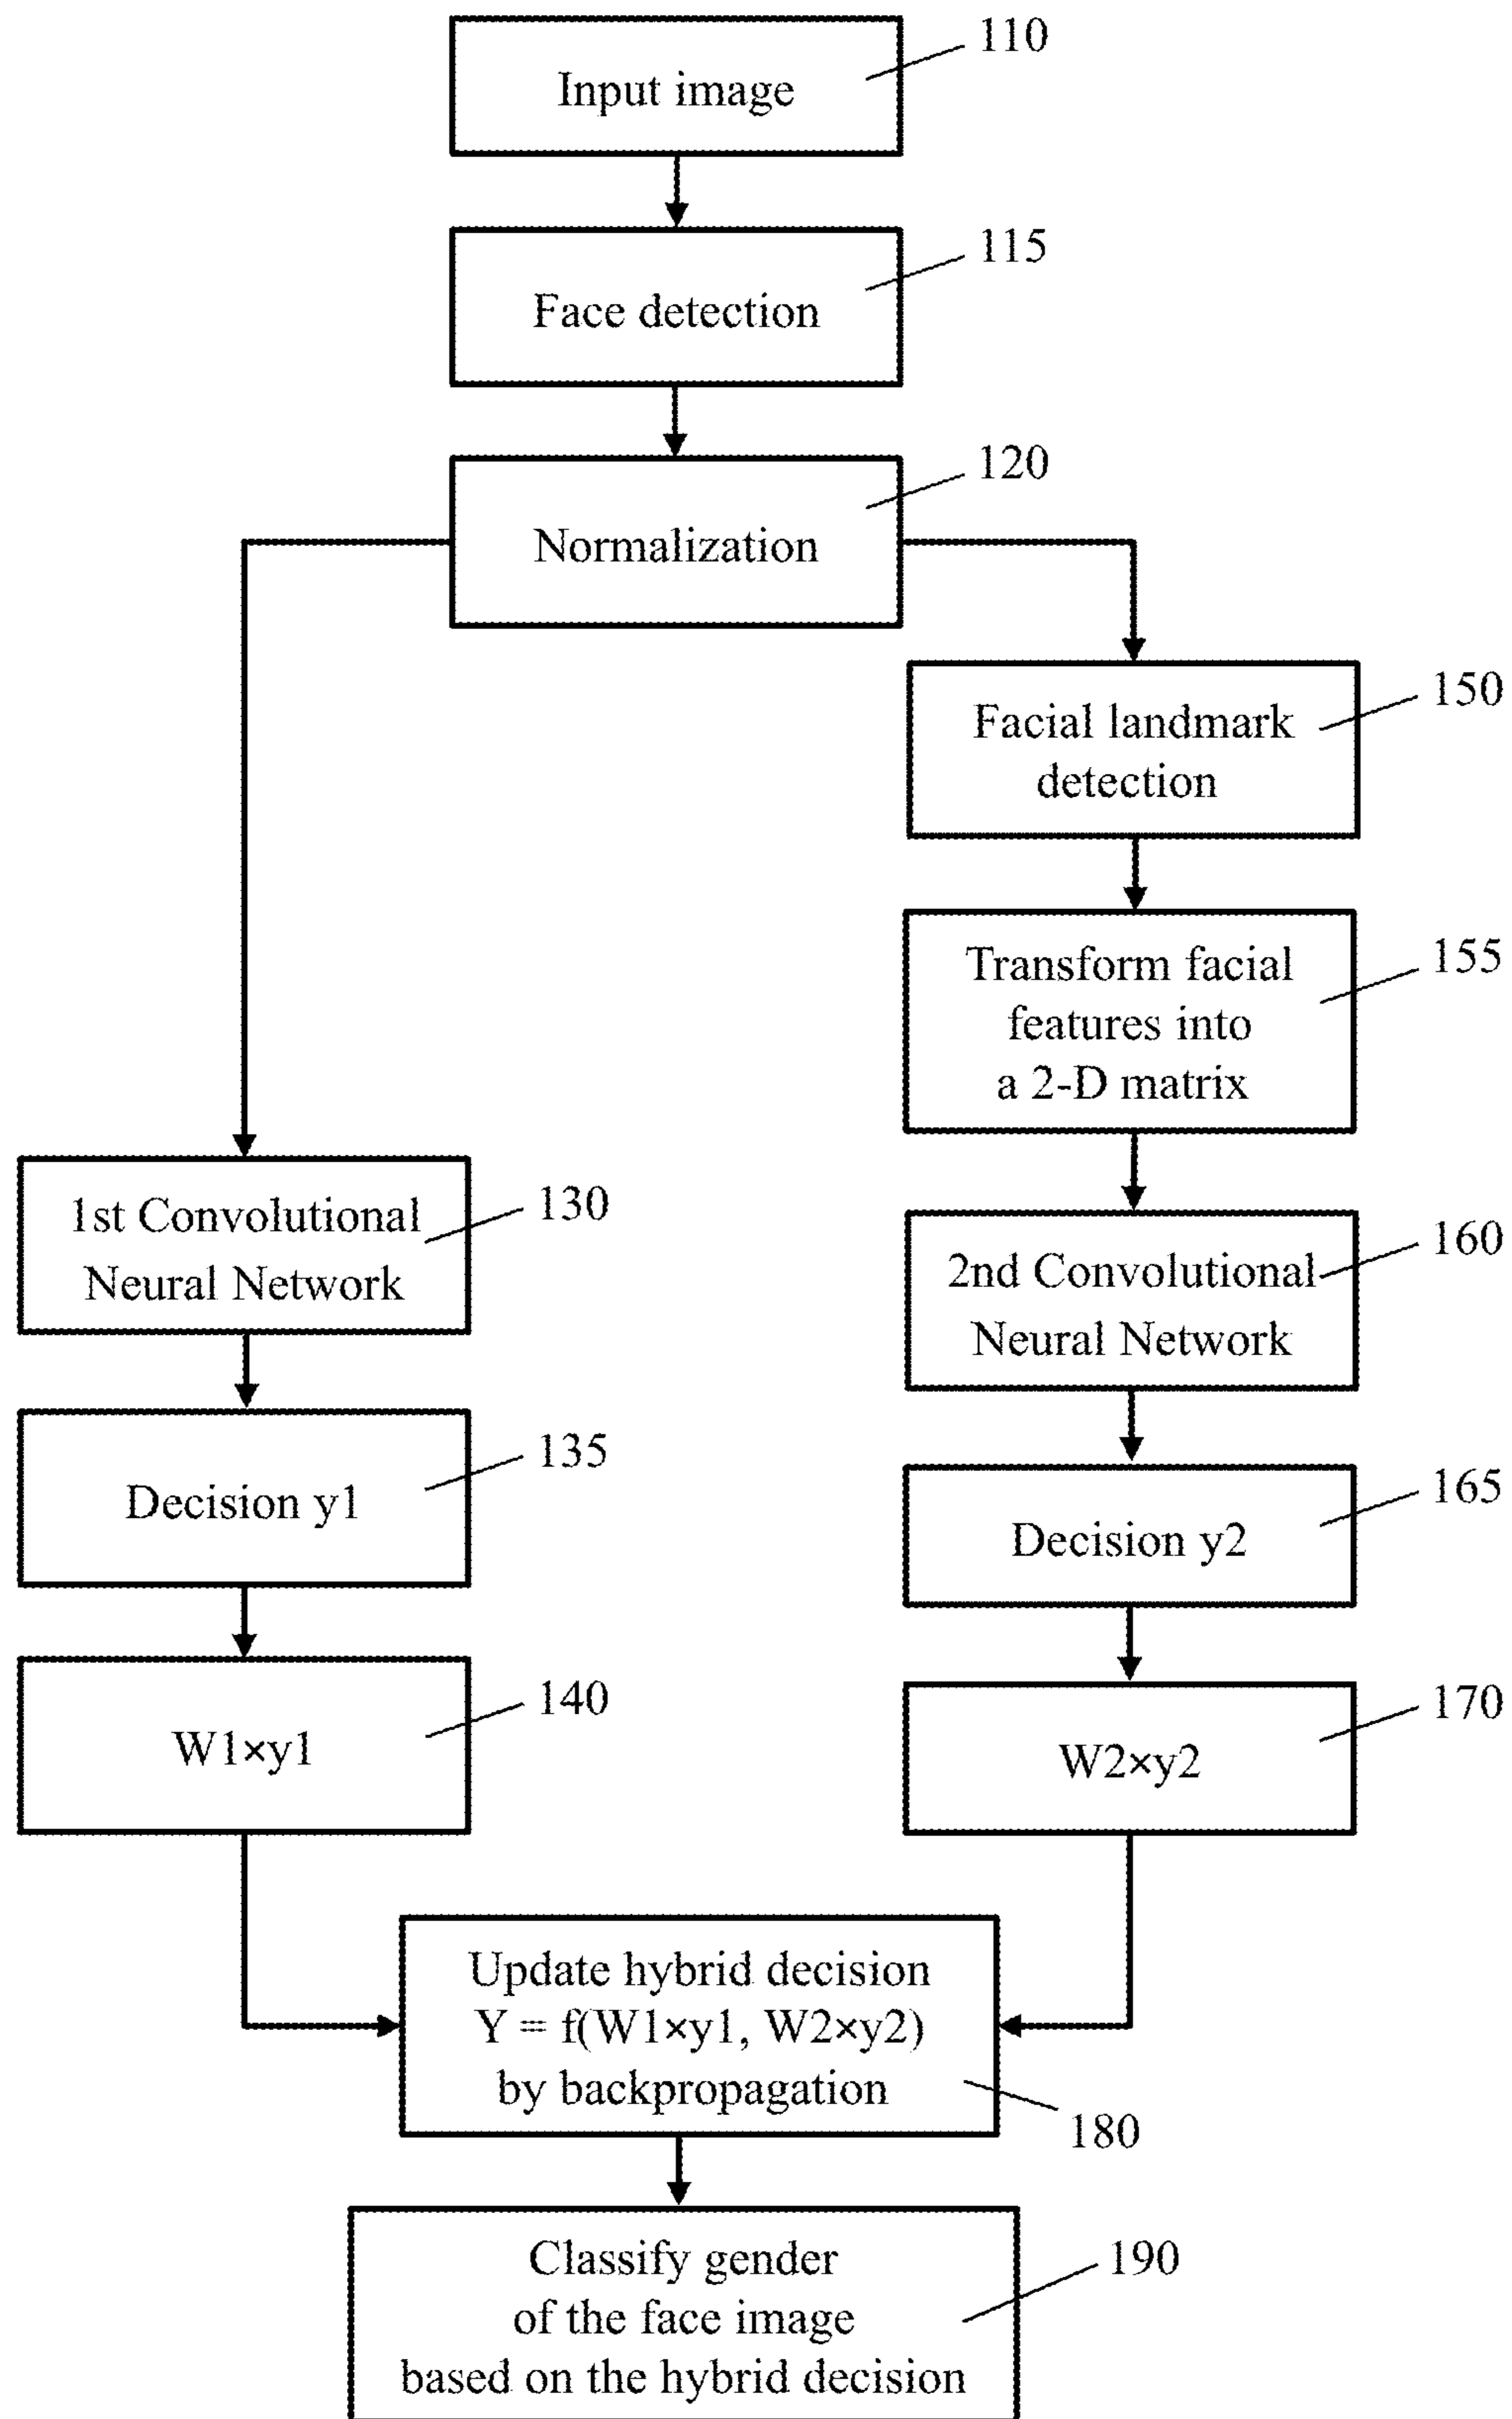 Input image
110
Face detection
115
Normalization
120
Facial landmark
detection
150
Transform facial
features into
a 2-D matrix
155
1st Convolutional
Neural Network
130
2nd Convolutional
Neural Network
160
Decision y1
135
Decision y2
165
W1×y1
140
W2×y2
170
Update hybrid decision
Y = f(W1×y1, W2×y2)
by backpropagation
180
Classify gender
of the face image
based on the hybrid decision
190